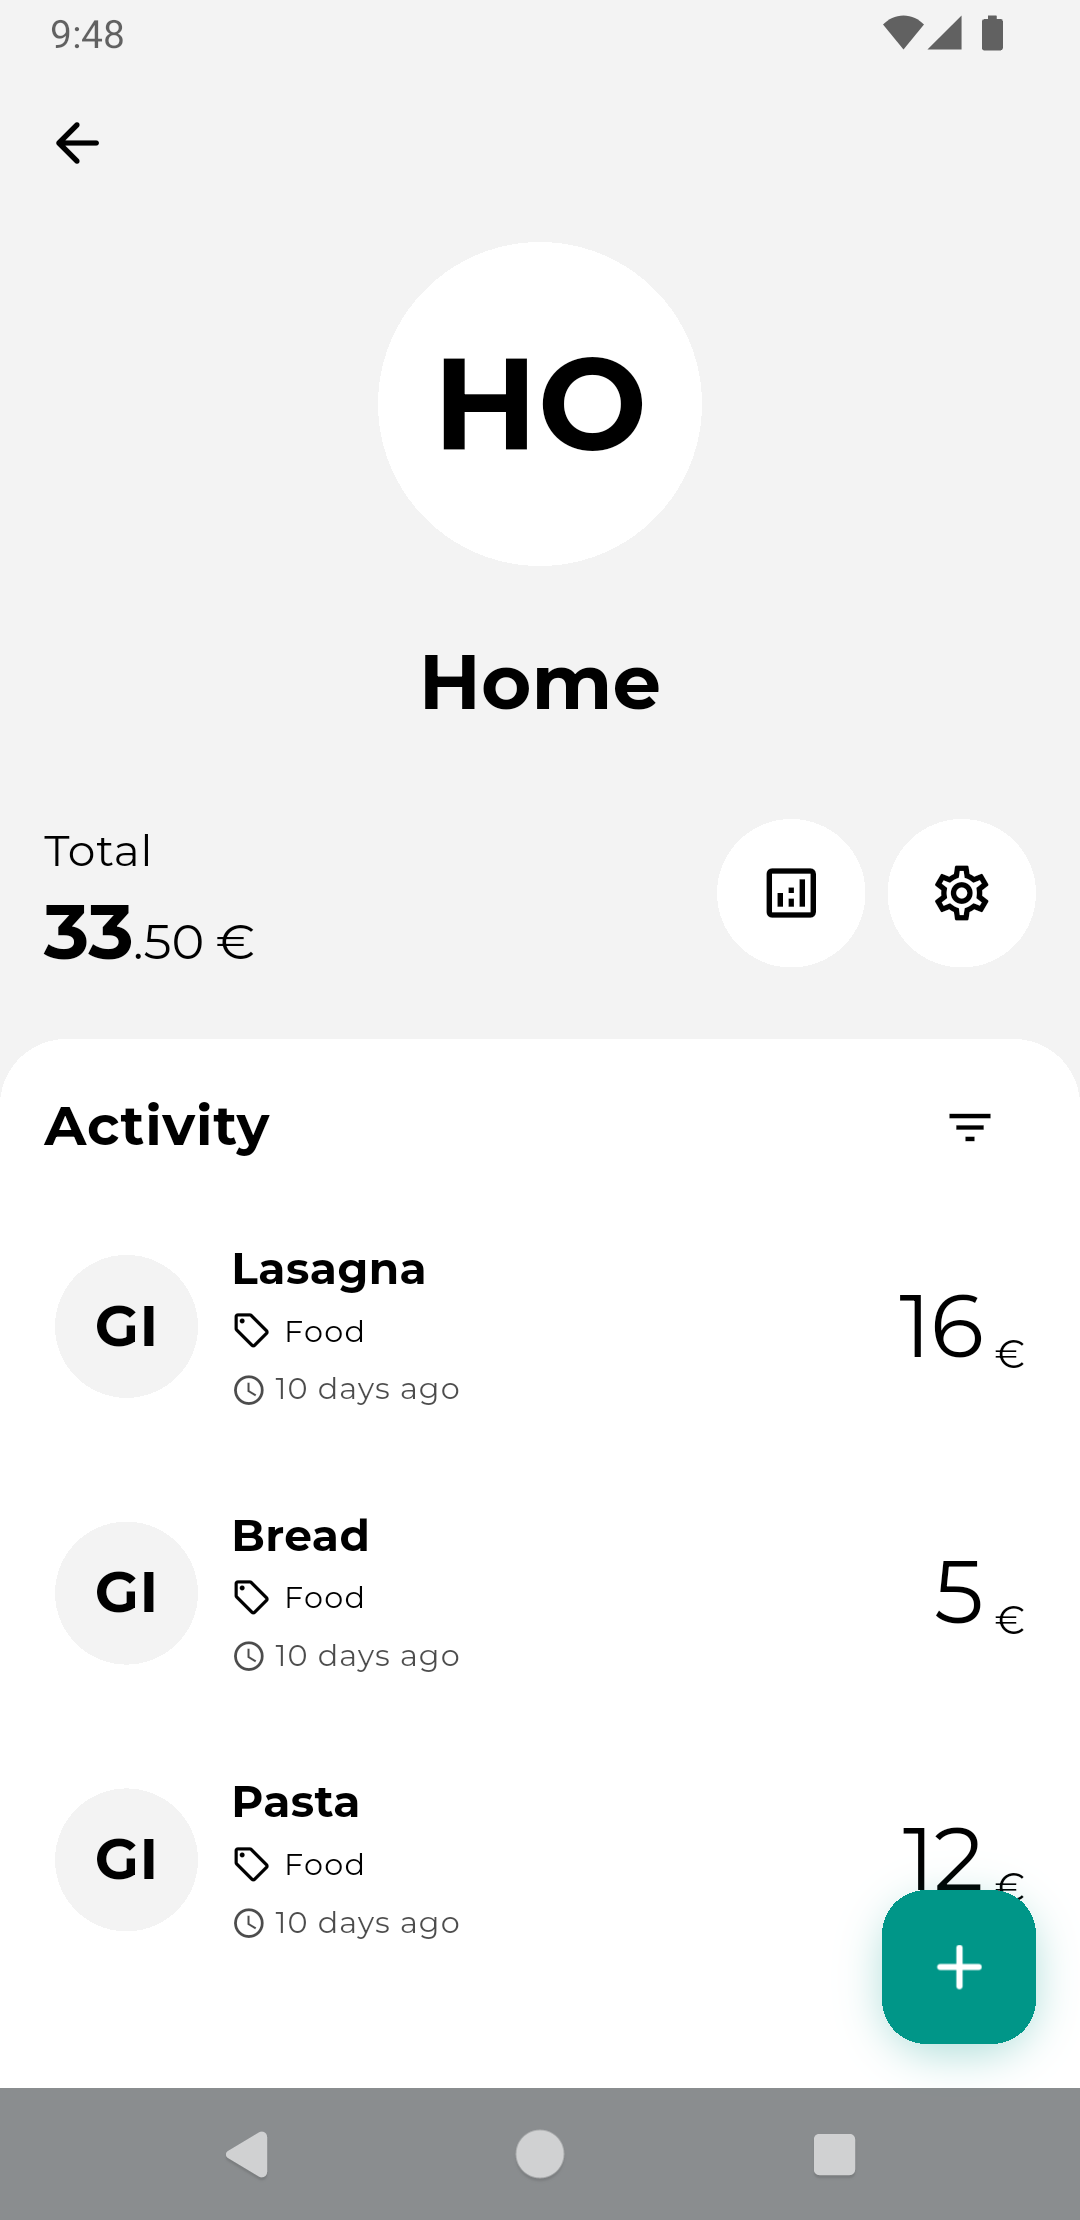 9:48
HO
Home
Total
33.50 €
Activity
GI
Lasagna
Food
10 days ago
16 €
GI
Bread
Food
10 days ago
5 €
GI
Pasta
Food
10 days ago
12 €